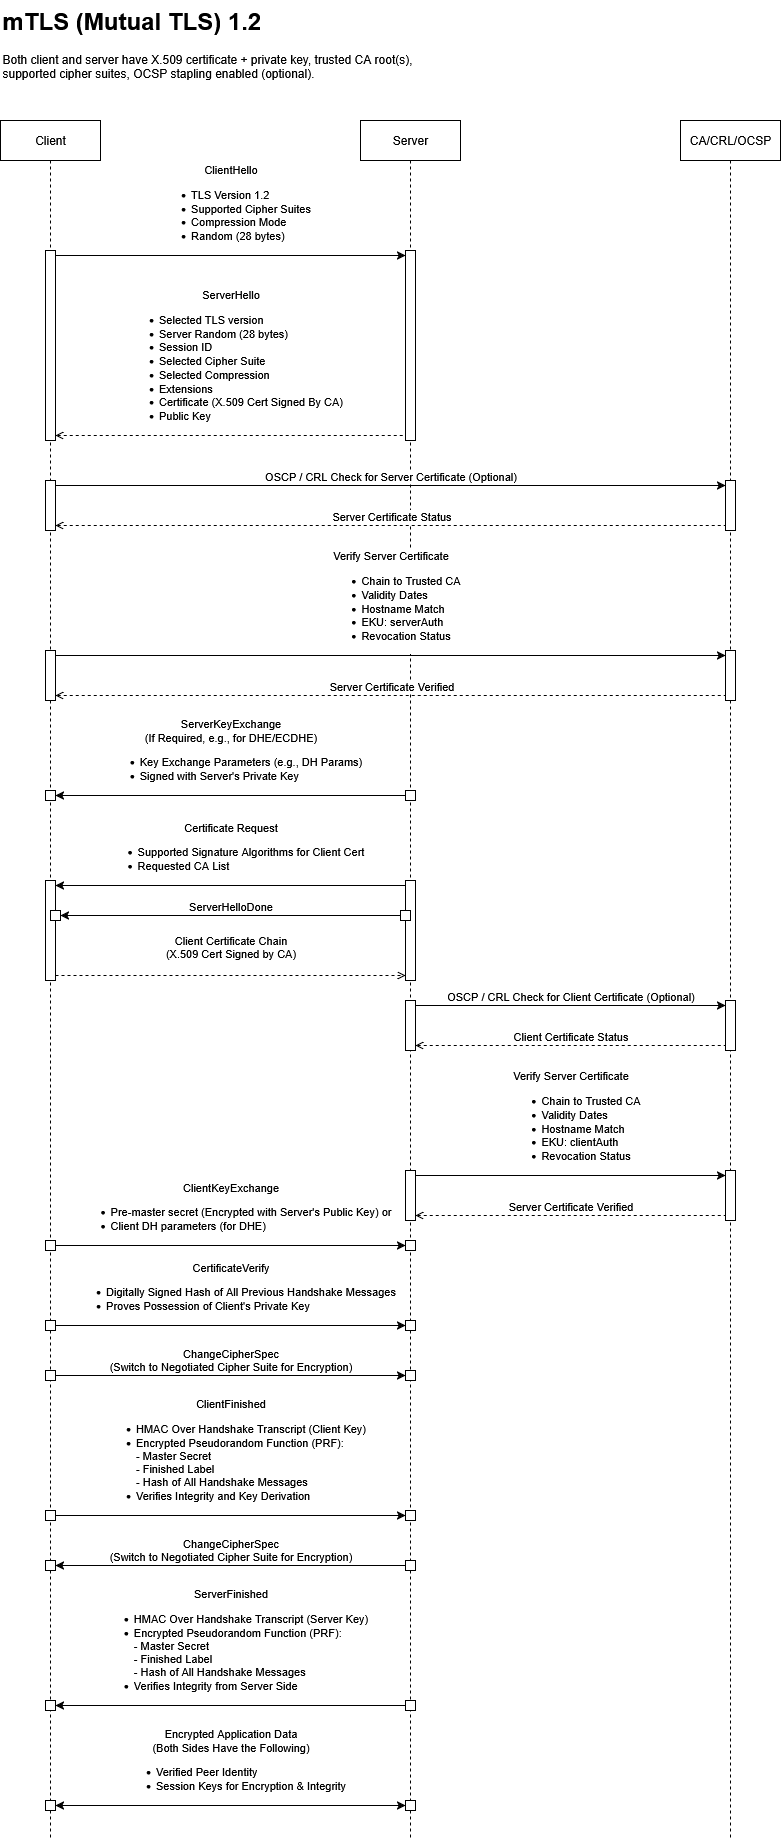 mTLS (Mutual TLS) 1.2
Both client and server have X.509 certificate + private key, trusted CA root(s),
supported cipher suites, OCSP stapling enabled (optional).
Client
Server
CA/CRL/OCSP
ClientHello
• TLS Version 1.2
• Supported Cipher Suites
• Compression Mode
• Random (28 bytes)
ServerHello
• Selected TLS version
• Server Random (28 bytes)
• Session ID
• Selected Cipher Suite
• Selected Compression
• Extensions
• Certificate (X.509 Cert Signed By CA)
• Public Key
OSCP / CRL Check for Server Certificate (Optional)
Server Certificate Status
Verify Server Certificate
• Chain to Trusted CA
• Validity Dates
• Hostname Match
• EKU: serverAuth
• Revocation Status
Server Certificate Verified
ServerKeyExchange
(If Required, e.g., for DHE/ECDHE)
• Key Exchange Parameters (e.g., DH Params)
• Signed with Server's Private Key
Certificate Request
• Supported Signature Algorithms for Client Cert
• Requested CA List
ServerHelloDone
Client Certificate Chain
(X.509 Cert Signed by CA)
OSCP / CRL Check for Client Certificate (Optional)
Client Certificate Status
Verify Server Certificate
• Chain to Trusted CA
• Validity Dates
• Hostname Match
• EKU: clientAuth
• Revocation Status
Server Certificate Verified
ClientKeyExchange
• Pre-master secret (Encrypted with Server's Public Key) or
• Client DH parameters (for DHE)
CertificateVerify
• Digitally Signed Hash of All Previous Handshake Messages
• Proves Possession of Client's Private Key
ChangeCipherSpec
(Switch to Negotiated Cipher Suite for Encryption)
ClientFinished
• HMAC Over Handshake Transcript (Client Key)
• Encrypted Pseudorandom Function (PRF):
- Master Secret
- Finished Label
- Hash of All Handshake Messages
• Verifies Integrity and Key Derivation
ChangeCipherSpec
(Switch to Negotiated Cipher Suite for Encryption)
ServerFinished
• HMAC Over Handshake Transcript (Server Key)
• Encrypted Pseudorandom Function (PRF):
- Master Secret
- Finished Label
- Hash of All Handshake Messages
• Verifies Integrity from Server Side
Encrypted Application Data
(Both Sides Have the Following)
• Verified Peer Identity
• Session Keys for Encryption & Integrity